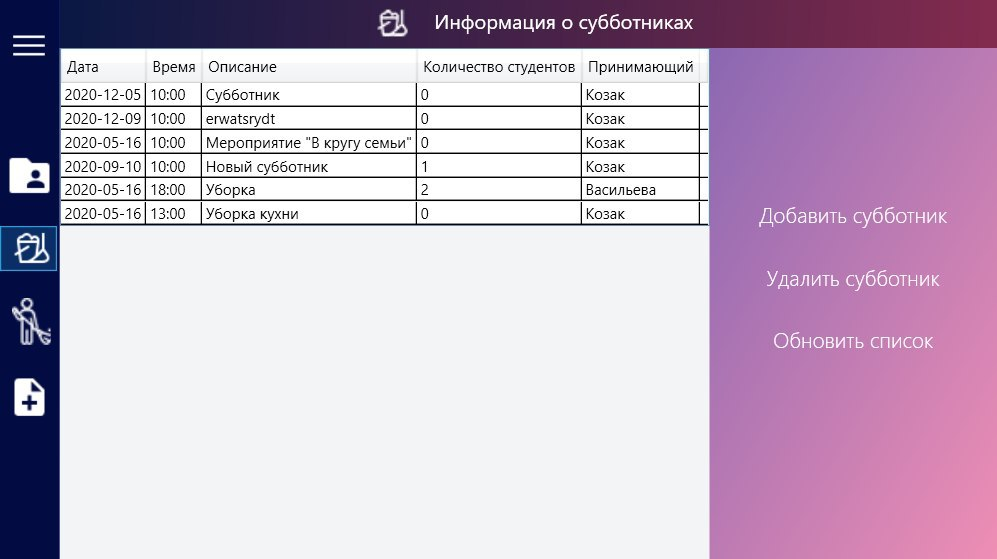 Информация о субботниках
Дата Время Описание Количество студентов Принимающий
2020-12-05 10:00 Субботник 0 Козак
2020-12-09 10:00 erwatsrydt 0 Козак
2020-05-16 10:00 Мероприятие "В кругу семьи" 0 Козак
2020-09-10 10:00 Новый субботник 1 Козак
2020-05-16 18:00 Уборка 2 Васильева
2020-05-16 13:00 Уборка кухни 0 Козак
Добавить субботник
Удалить субботник
Обновить список